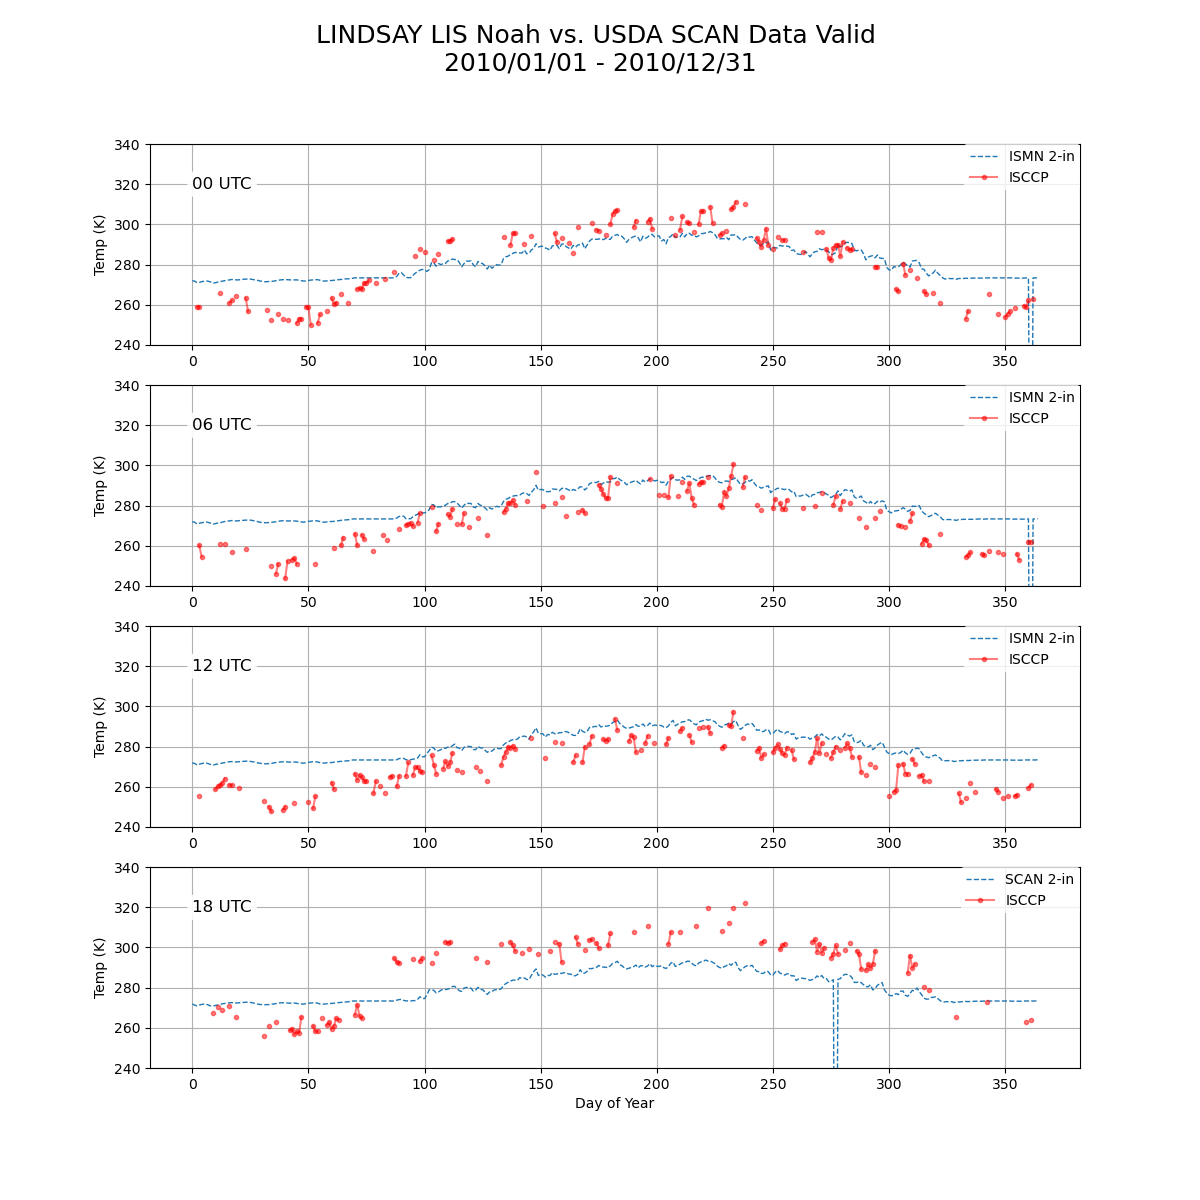 LINDSAY LIS Noah vs. USDA SCAN Data Valid
2010/01/01 - 2010/12/31
340
320
300
280
260
240
Temp (K)
00 UTC
ISMN 2-in
ISCCP
0 50 100 150 200 250 300 350
340
320
300
280
260
240
Temp (K)
06 UTC
ISMN 2-in
ISCCP
0 50 100 150 200 250 300 350
340
320
300
280
260
240
Temp (K)
12 UTC
ISMN 2-in
ISCCP
0 50 100 150 200 250 300 350
340
320
300
280
260
240
Temp (K)
18 UTC
SCAN 2-in
ISCCP
0 50 100 150 200 250 300 350
Day of Year